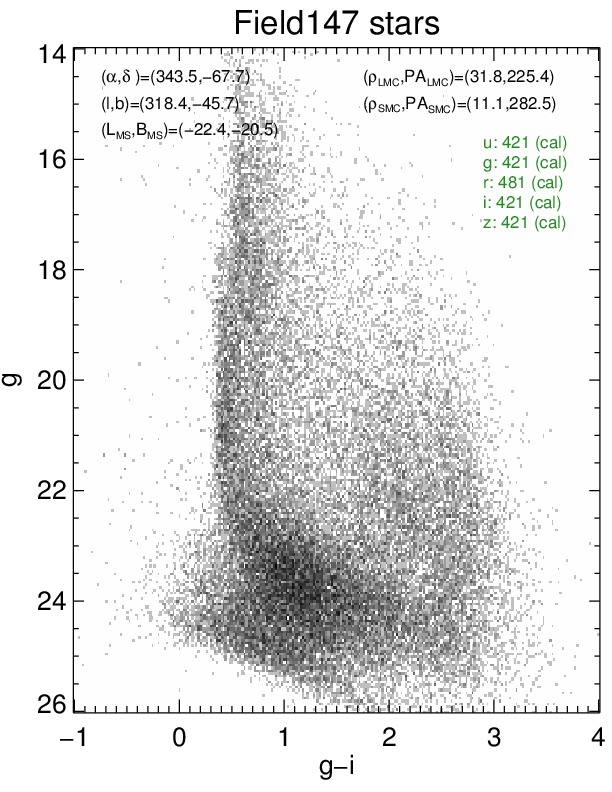 Field147 stars
14
(α,δ )=(343.5,−67.7)
(ρLMC,PALMC)=(31.8,225.4)
(l,b)=(318.4,−45.7)
(ρSMC,PASMC)=(11.1,282.5)
(LMS,BMS)=(−22.4,−20.5)
u: 421 (cal)
g: 421 (cal)
r: 481 (cal)
i: 421 (cal)
z: 421 (cal)
16
18
20
22
24
26
g
−1 0 1 2 3 4
g−i